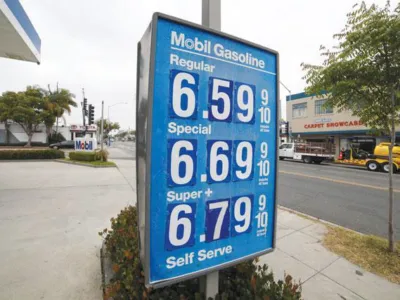 Mobil Gasoline
Regular
6.59 9/10
Special
6.69 9/10
Super +
6.79 9/10
Self Serve
Mobil
CARPET SHOWCASE